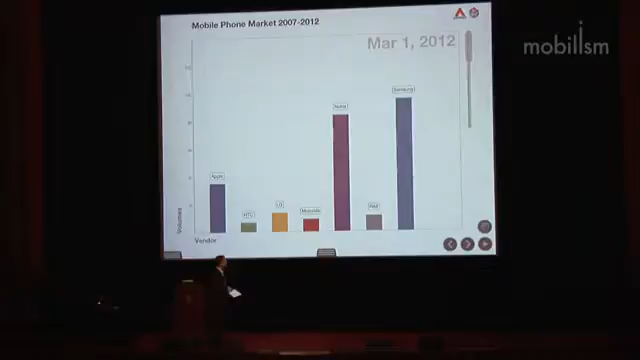 Mobile Phone Market 2007-2012
Mar 1, 2012
mobilism
Samsung
Nokia
Apple
HTC
LG
Motorola
RIM
Volumes
Vendor